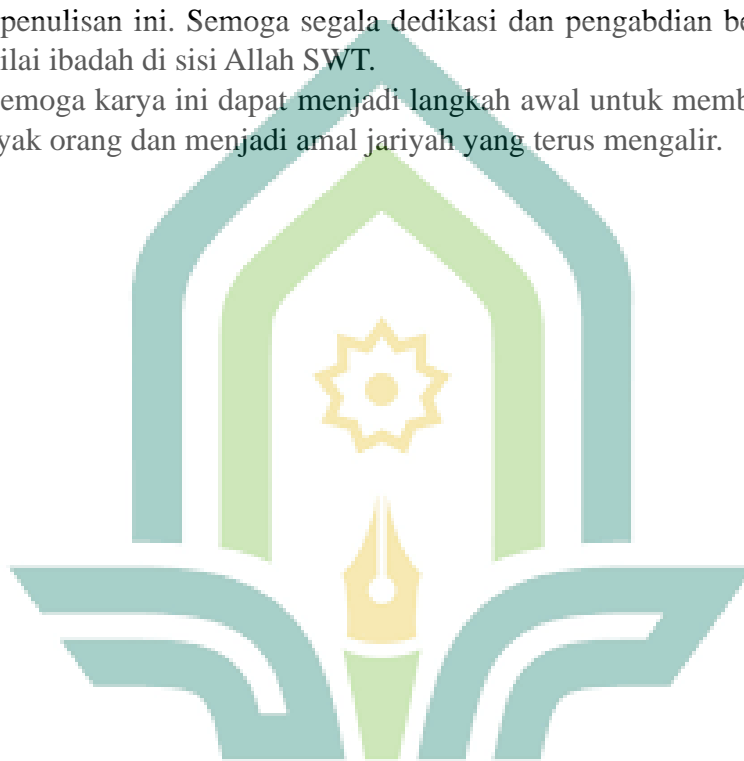 penulisan ini. Semoga segala dedikasi dan pengabdian be
ilai ibadah di sisi Allah SWT.
emoga karya ini dapat menjadi langkah awal untuk memb
yak orang dan menjadi amal jariyah yang terus mengalir.